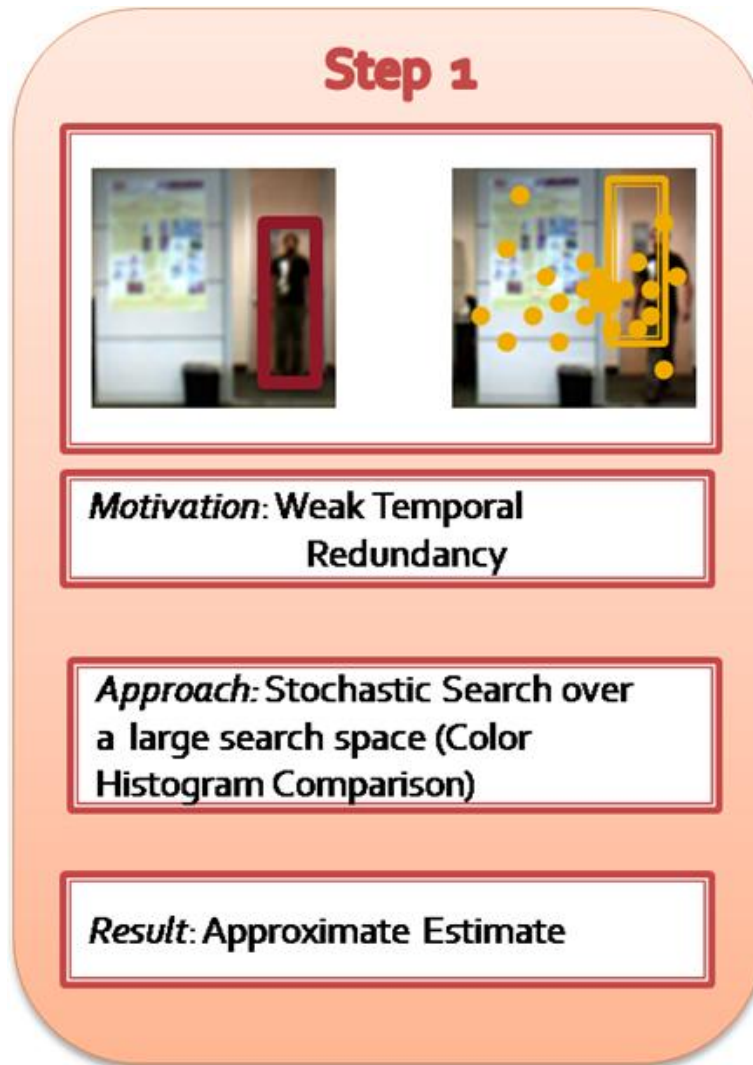 Step 1
Motivation: Weak Temporal
Redundancy
Approach: Stochastic Search over
a large search space (Color
Histogram Comparison)
Result: Approximate Estimate